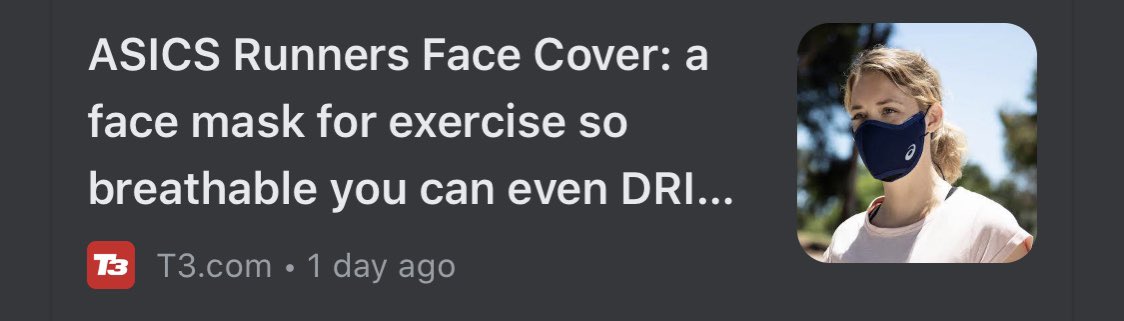 ASICS Runners Face Cover: a
face mask for exercise so
breathable you can even DRI...
T3
T3.com • 1 day ago